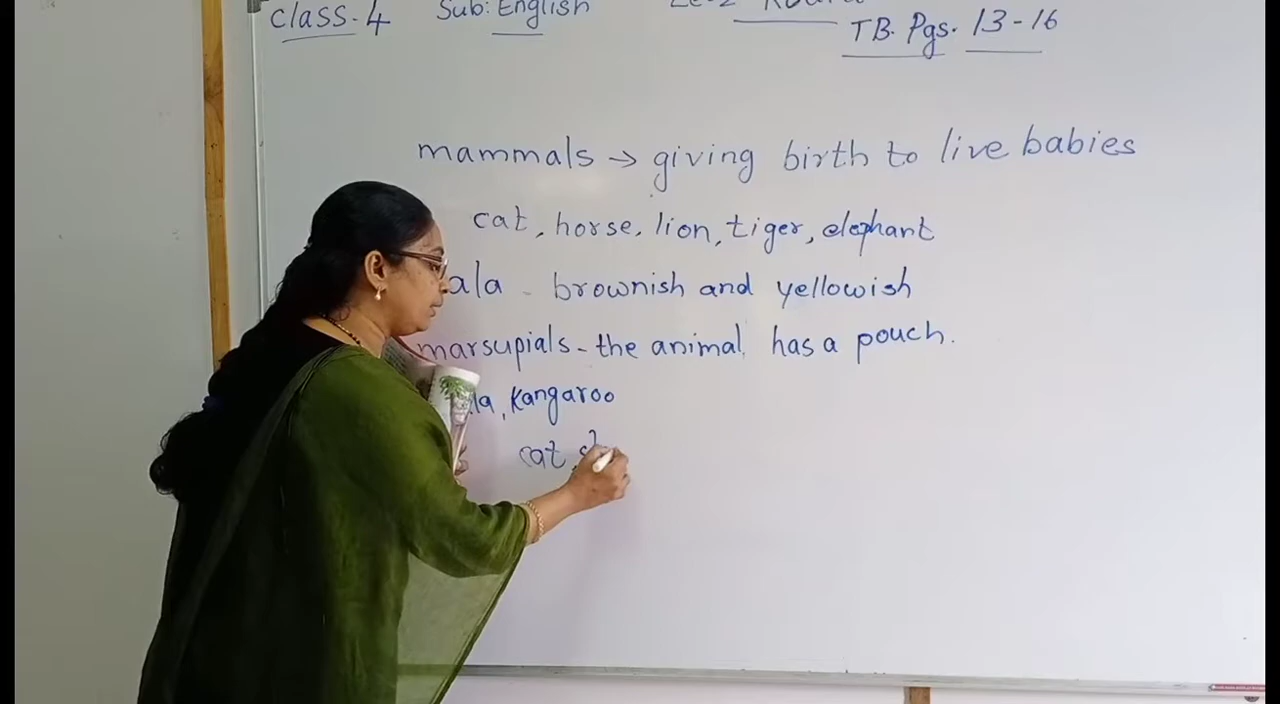 Class-4 Sub: English
TB. Pgs. 13-16
mammals → giving birth to live babies
cat, horse, lion, tiger, elephant
ala - brownish and yellowish
marsupials - the animal has a pouch.
la, Kangaroo
cat